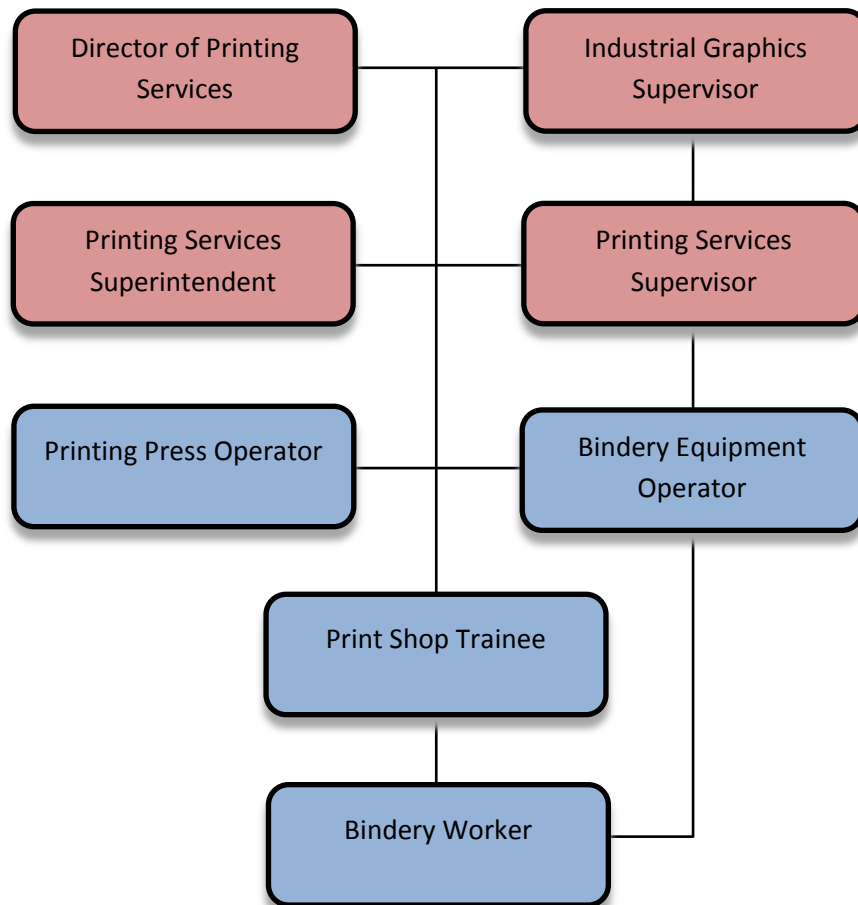 Director of Printing
Services
Industrial Graphics
Supervisor
Printing Services
Superintendent
Printing Services
Supervisor
Printing Press Operator
Bindery Equipment
Operator
Print Shop Trainee
Bindery Worker